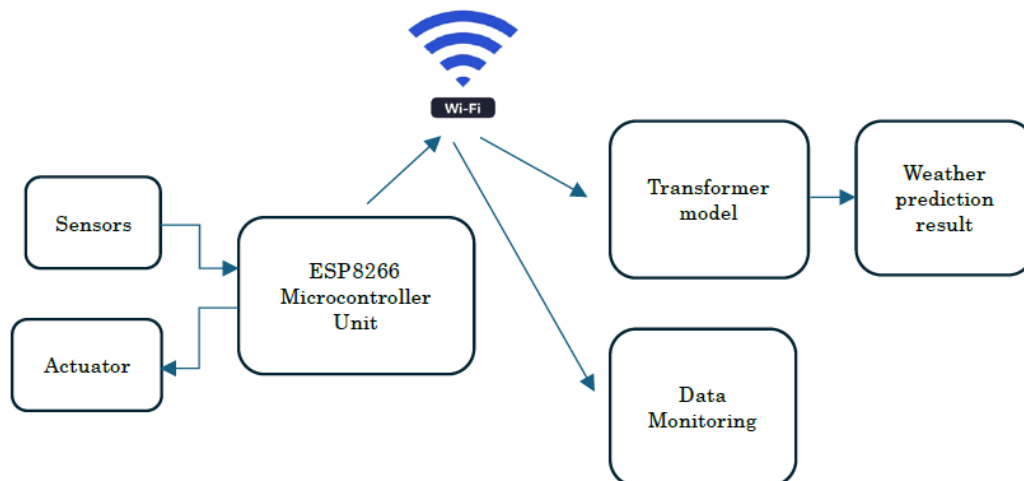 Wi-Fi
Sensors
Actuator
ESP8266
Microcontroller
Unit
Transformer
model
Weather
prediction
result
Data
Monitoring